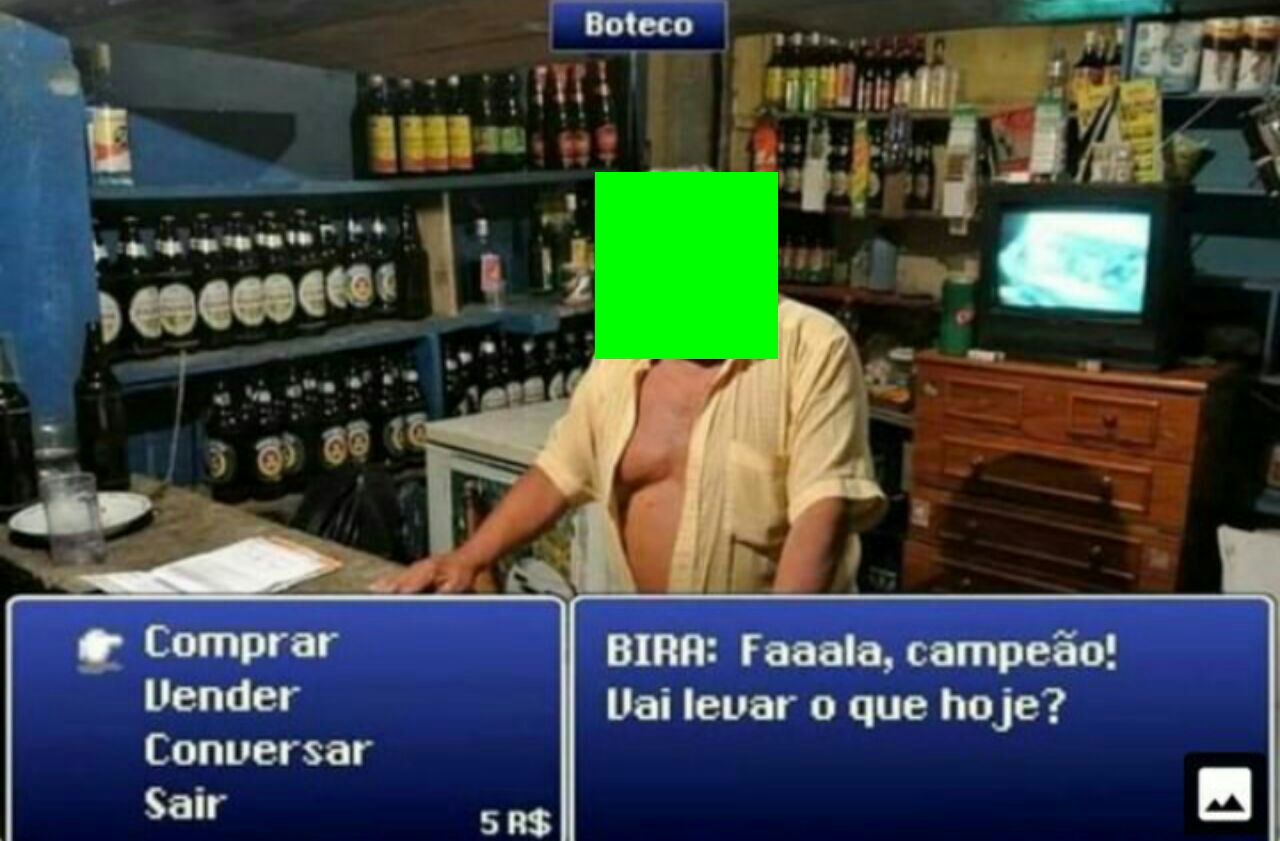 Boteco
Comprar
Vender
Conversar
Sair
5 R$
BIRA: Faaala, campeão!
Vai levar o que hoje?